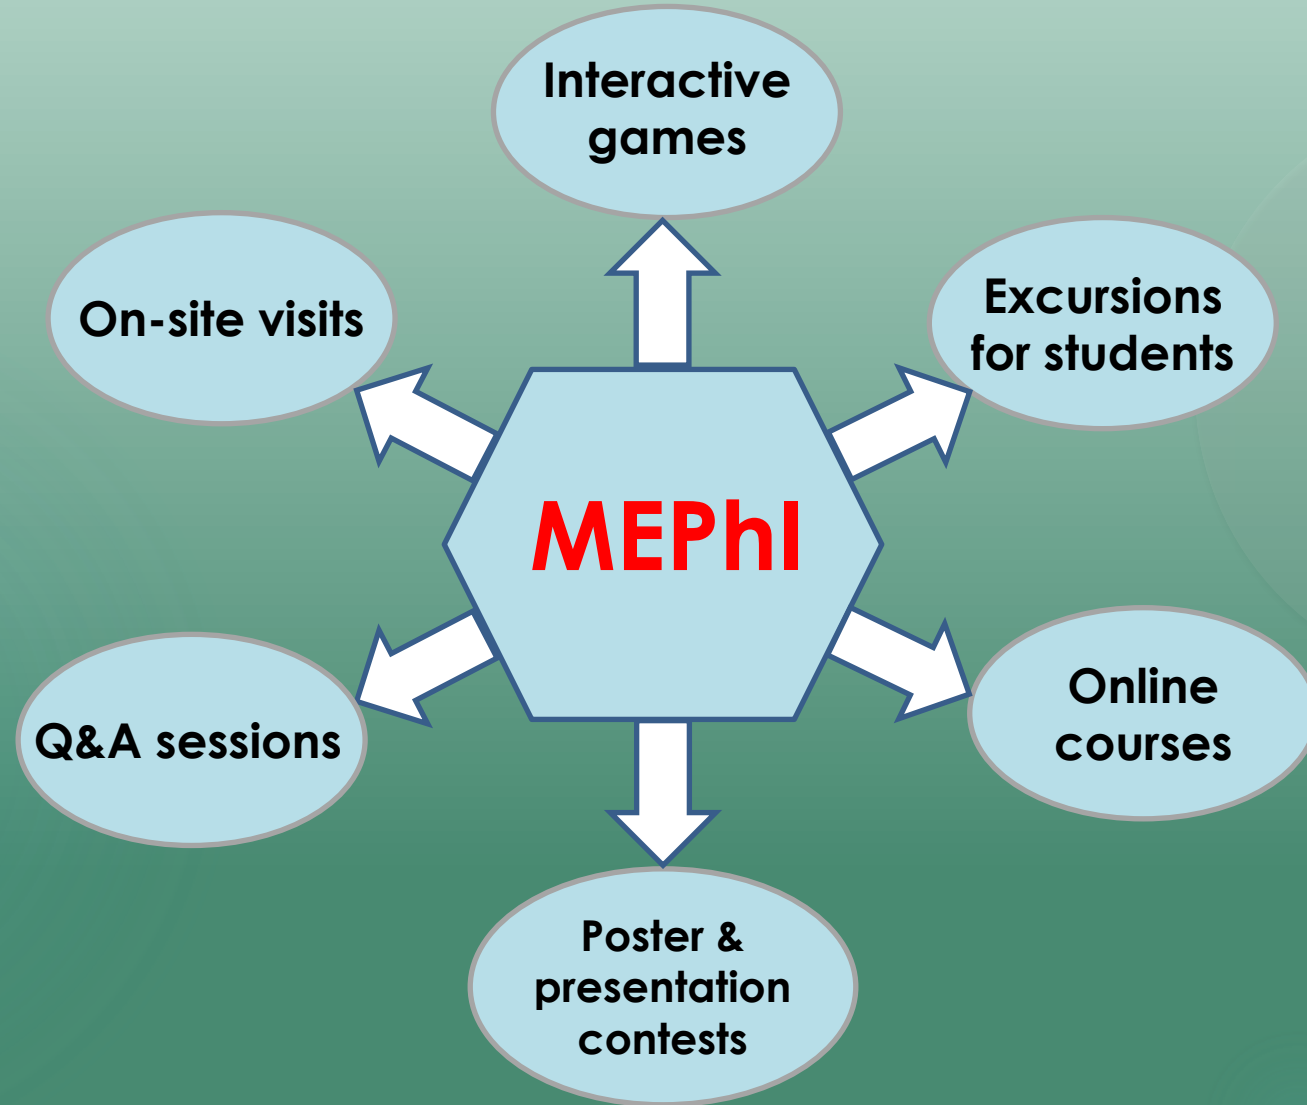 Interactive
games
On-site visits
Excursions
for students
MEPhI
Q&A sessions
Online
courses
Poster &
presentation
contests